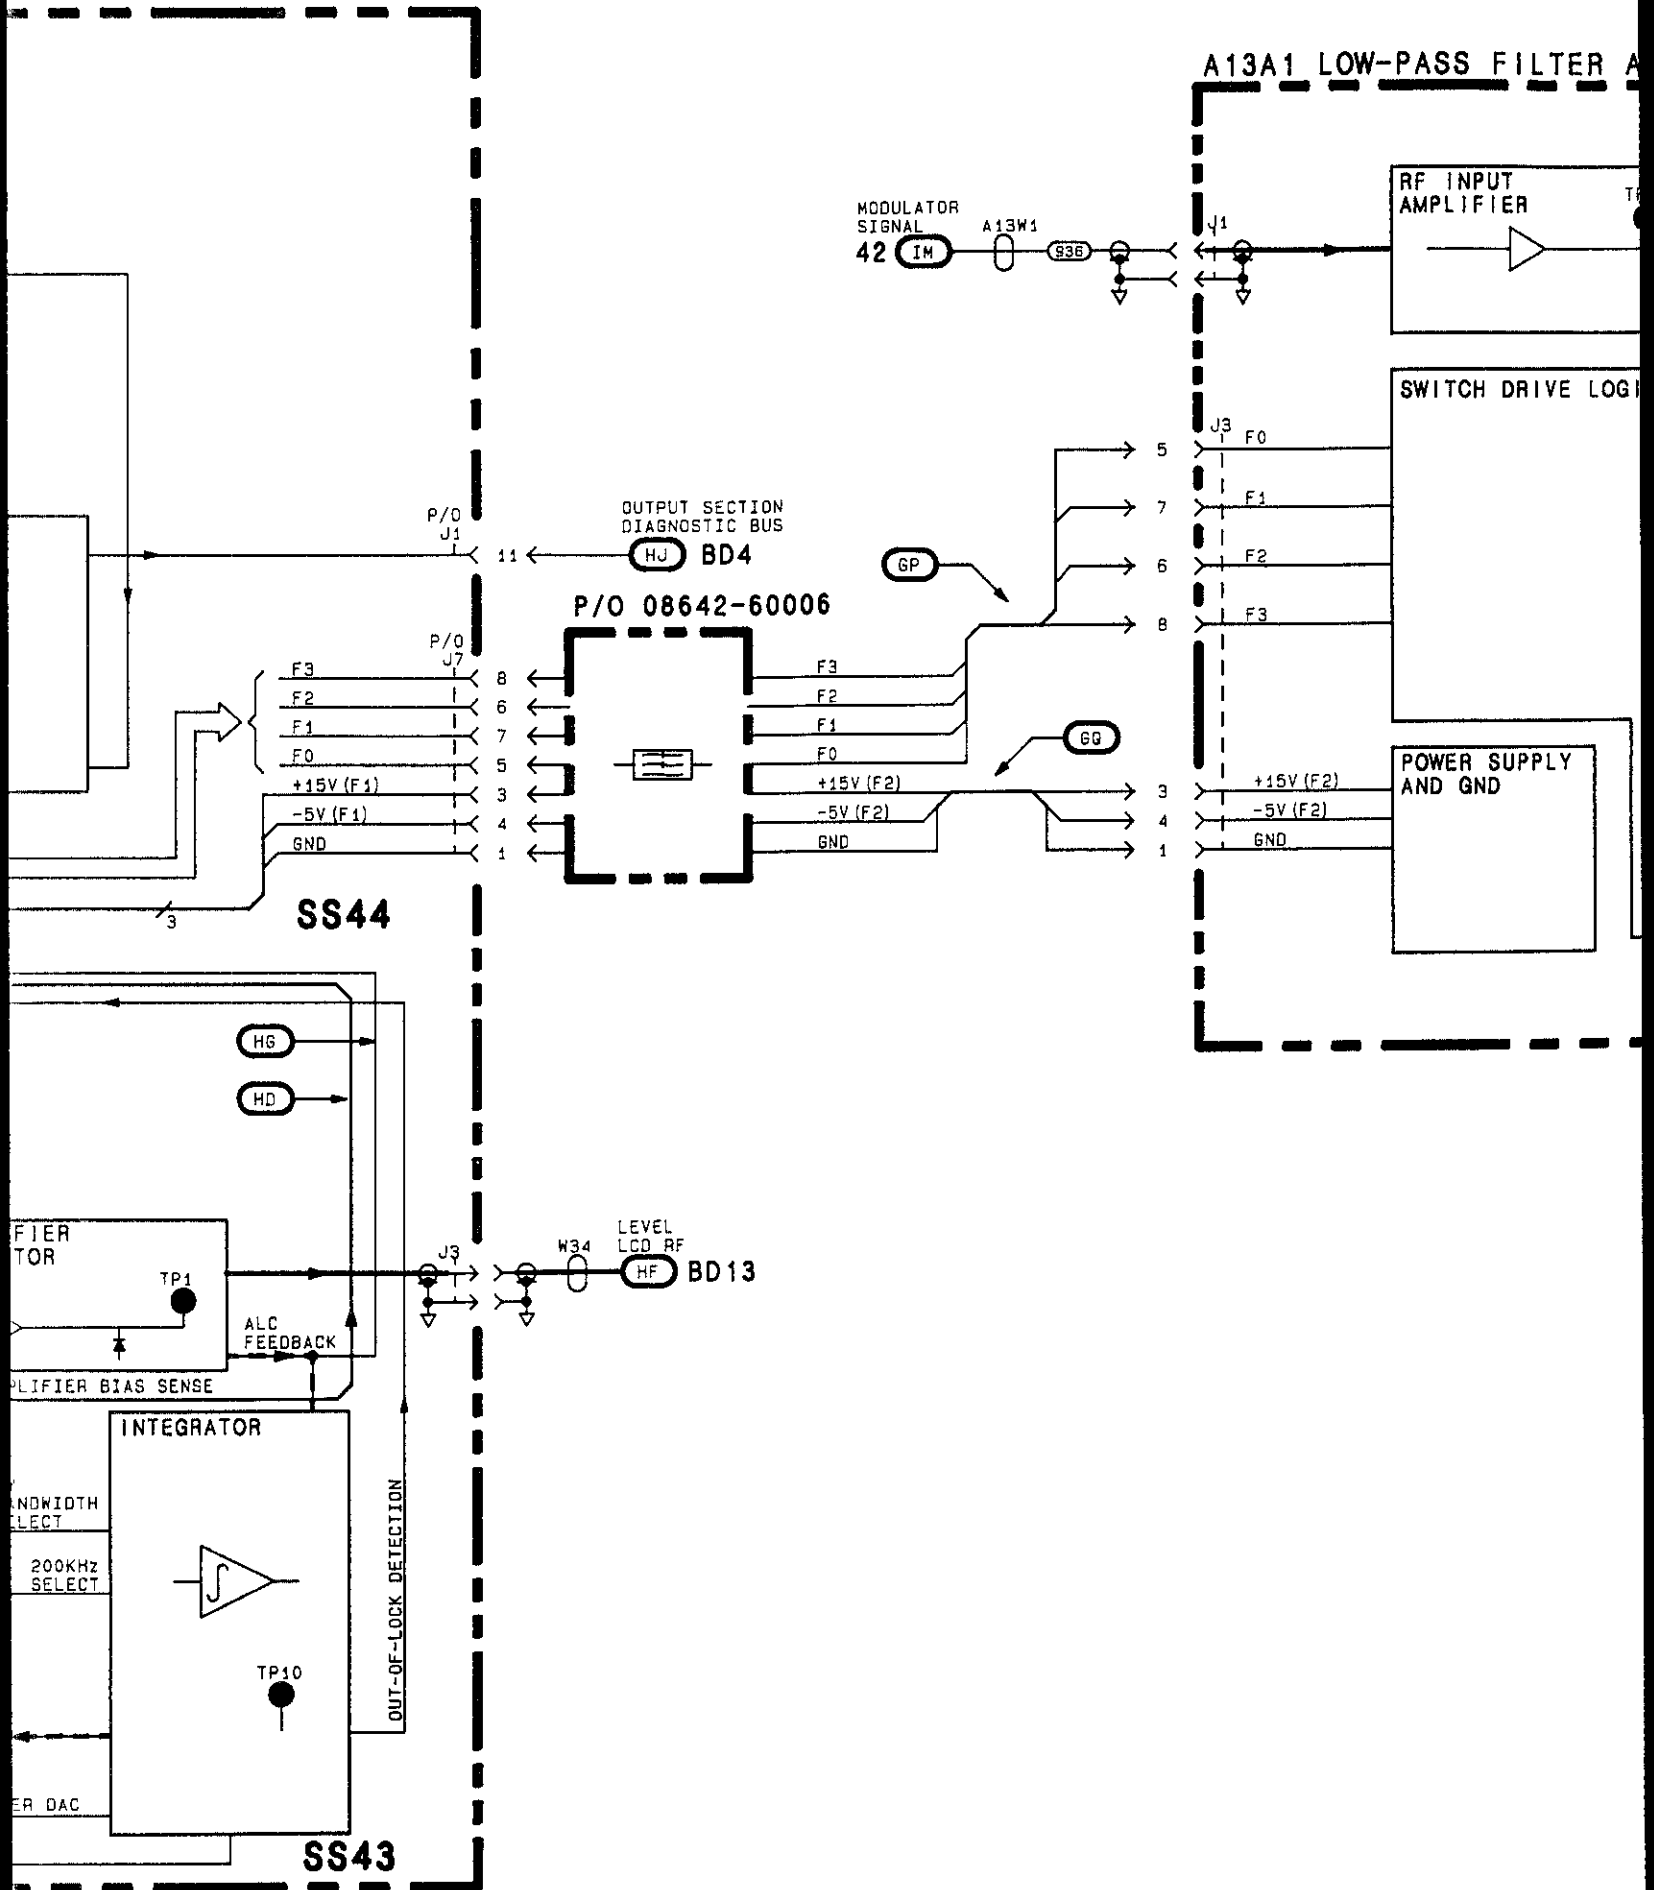 A13A1 LOW-PASS FILTER A
RF INPUT
AMPLIFIER
MODULATOR
SIGNAL
42 IM
A13W1
936
J1
SWITCH DRIVE LOGI
J3
5 F0
7 F1
6 F2
8 F3
P/O
J1
11
OUTPUT SECTION
DIAGNOSTIC BUS
HJ BD4
GP
P/O 08642-60006
P/O
J7
F3 8
F2 6
F1 7
F0 5
+15V(F1) 3
-5V(F1) 4
GND 1
F3
F2
F1
F0
+15V(F2)
-5V(F2)
GND
GQ
3 +15V(F2)
4 -5V(F2)
1 GND
POWER SUPPLY
AND GND
3
SS44
HG
HD
FIER
TOR
TP1
J3
W34
LEVEL
LCD RF
HF BD13
ALC
FEEDBACK
PLIFIER BIAS SENSE
INTEGRATOR
NDWIDTH
LECT
200KHz
SELECT
OUT-OF-LOCK DETECTION
TP10
ER DAC
SS43